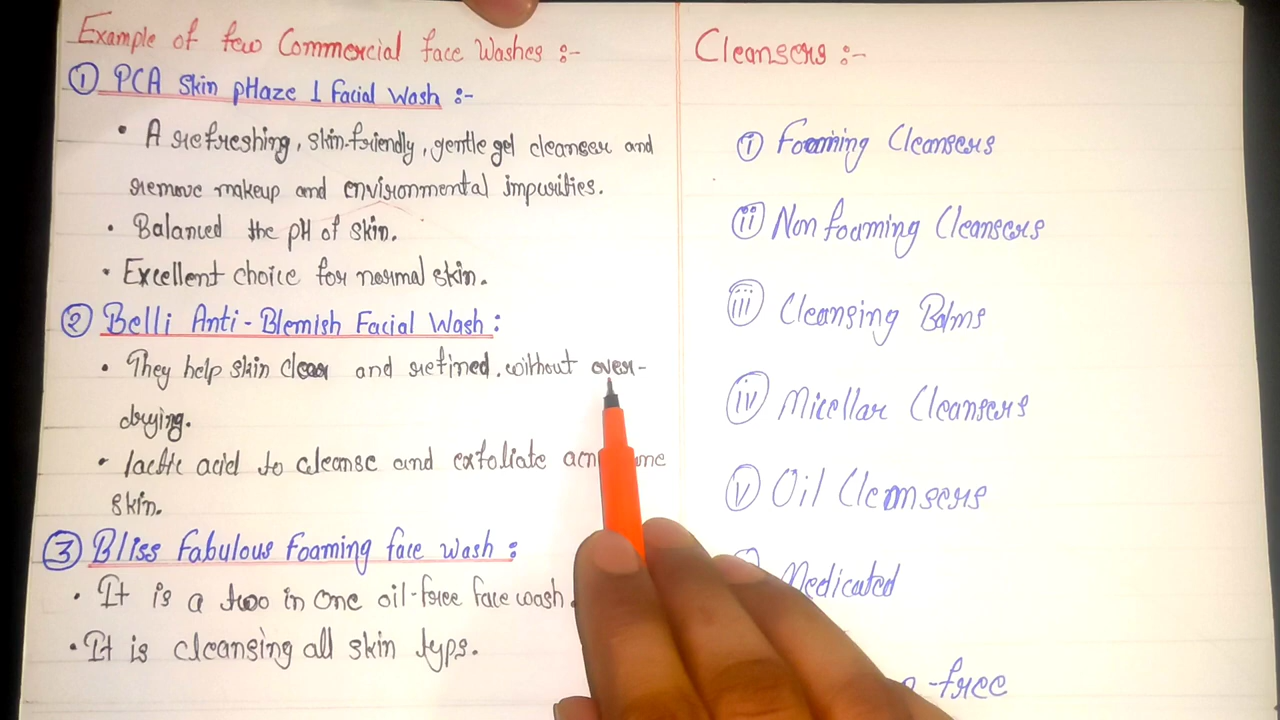 Example of few Commercial face Washes :-
① PCA Skin pHaze 1 Facial Wash :-
• A refreshing, skin-friendly, gentle gel cleanser and
remove makeup and environmental impurities.
• Balanced the pH of skin.
• Excellent choice for normal skin.
② Belli Anti-Blemish Facial Wash :
• They help skin clear and refined. without over-
drying.
• lactic acid to cleanse and exfoliate
skin.
③ Bliss Fabulous Foaming face wash :
• It is a two in one oil-free face wash.
• It is cleansing all skin typs.
Cleansers :-
(i) Foaming Cleansers
(ii) Non foaming Cleansers
(iii) Cleansing Balms
(iv) Micellar Cleansers
(v) Oil Cleansers
Medicated
-free